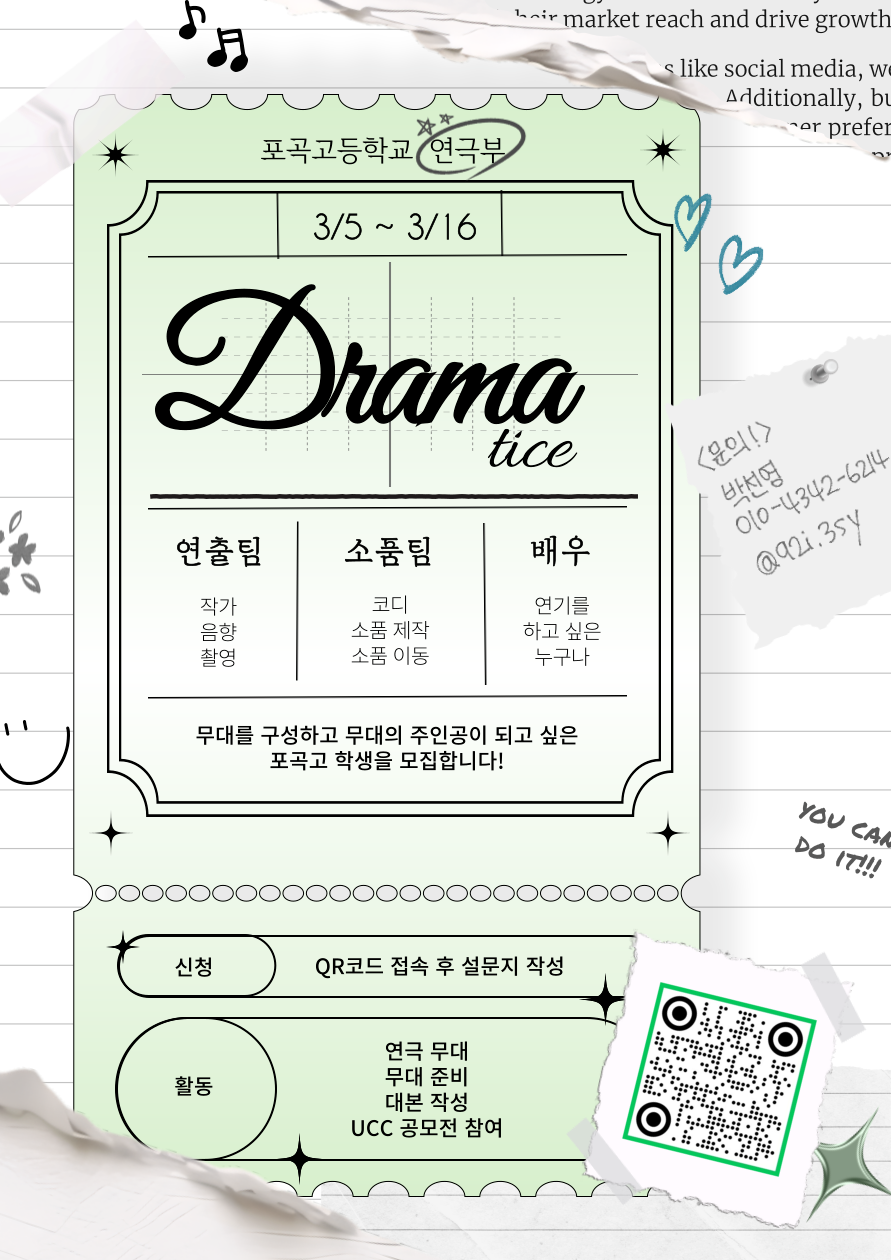 heir market reach and drive growth
s like social media, we
Additionally, bu
mer prefer
포곡고등학교 연극부
3/5 ~ 3/16
Drama
tice
<문의!>
박선영
010-4342-6214
@92i.3sy
연출팀
작가
음향
촬영
소품팀
코디
소품 제작
소품 이동
배우
연기를
하고 싶은
누구나
무대를 구성하고 무대의 주인공이 되고 싶은
포곡고 학생을 모집합니다!
YOU CAN
DO IT!!!
신청
QR코드 접속 후 설문지 작성
활동
연극 무대
무대 준비
대본 작성
UCC 공모전 참여